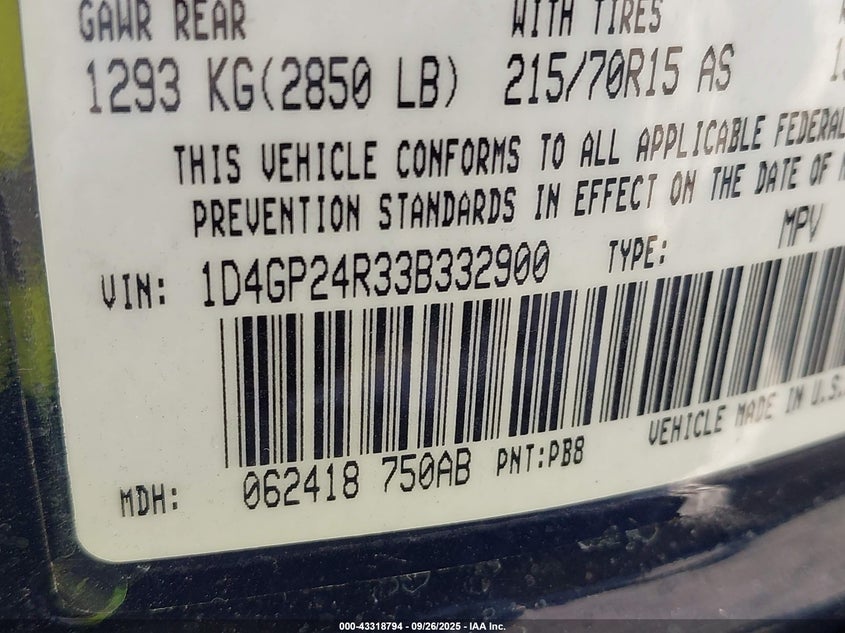 GAWR REAR WITH TIRES
1293 KG(2850 LB) 215/70R15 AS
THIS VEHICLE CONFORMS TO ALL APPLICABLE FEDERAL
PREVENTION STANDARDS IN EFFECT ON THE DATE OF
VIN: 1D4GP24R33B332900 TYPE: MPV
VEHICLE MADE IN U.S.
MDH: 062418 750AB PNT:PB8
000-43318794 - 09/26/2025 - IAA Inc.